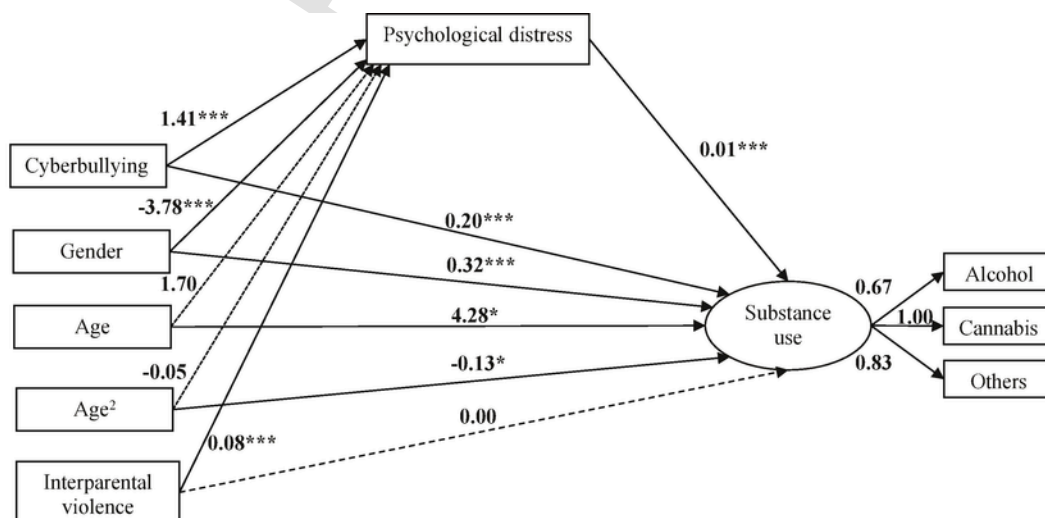 Psychological distress
1.41***
0.01***
Cyberbullying
-3.78***
0.20***
Gender
0.32***
1.70
0.67
Alcohol
Age
4.28*
Substance
use
1.00
Cannabis
-0.05
-0.13*
0.83
Others
Age²
0.00
0.08***
Interparental
violence